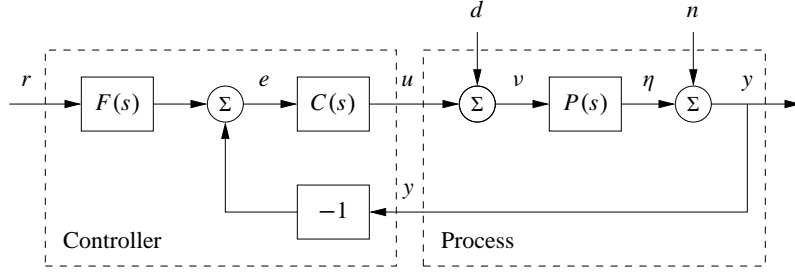 d n
r F(s) Σ e C(s) u Σ ν P(s) η Σ y
−1 y
Controller Process